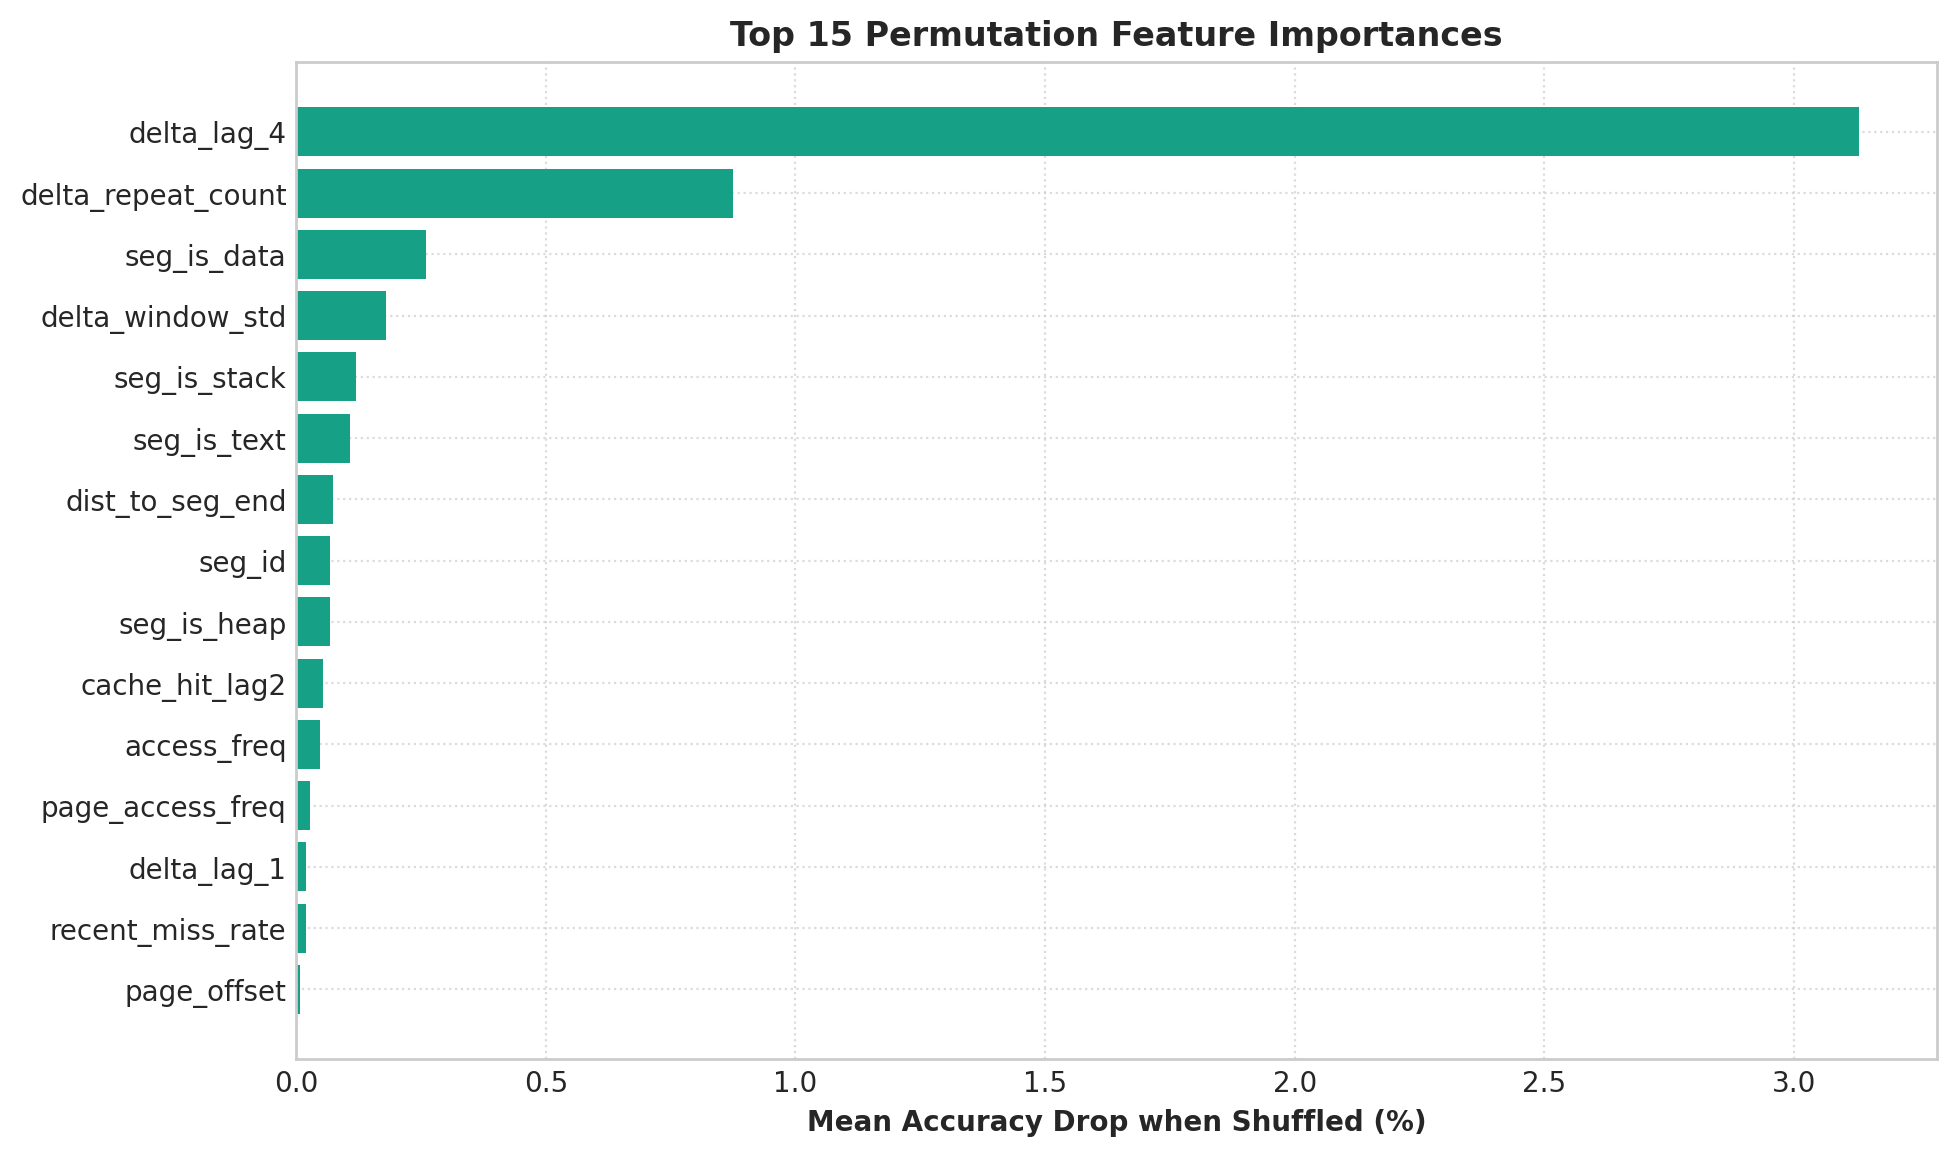 Top 15 Permutation Feature Importances
delta_lag_4
delta_repeat_count
seg_is_data
delta_window_std
seg_is_stack
seg_is_text
dist_to_seg_end
seg_id
seg_is_heap
cache_hit_lag2
access_freq
page_access_freq
delta_lag_1
recent_miss_rate
page_offset
0.0 0.5 1.0 1.5 2.0 2.5 3.0
Mean Accuracy Drop when Shuffled (%)